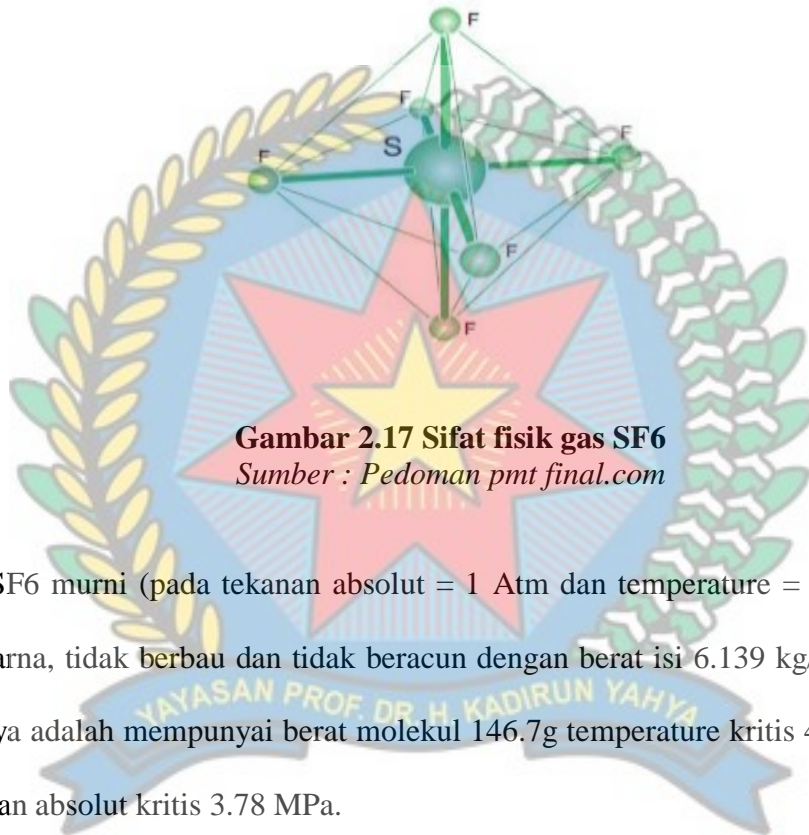 F
F
S
F
F
F
F
Gambar 2.17 Sifat fisik gas SF6
Sumber : Pedoman pmt final.com
SF6 murni (pada tekanan absolut = 1 Atm dan temperature =
arna, tidak berbau dan tidak beracun dengan berat isi 6.139 kg/
YAYASAN PROF. DR. H. KADIRUN YAHYA
ya adalah mempunyai berat molekul 146.7g temperature kritis 4
an absolut kritis 3.78 MPa.